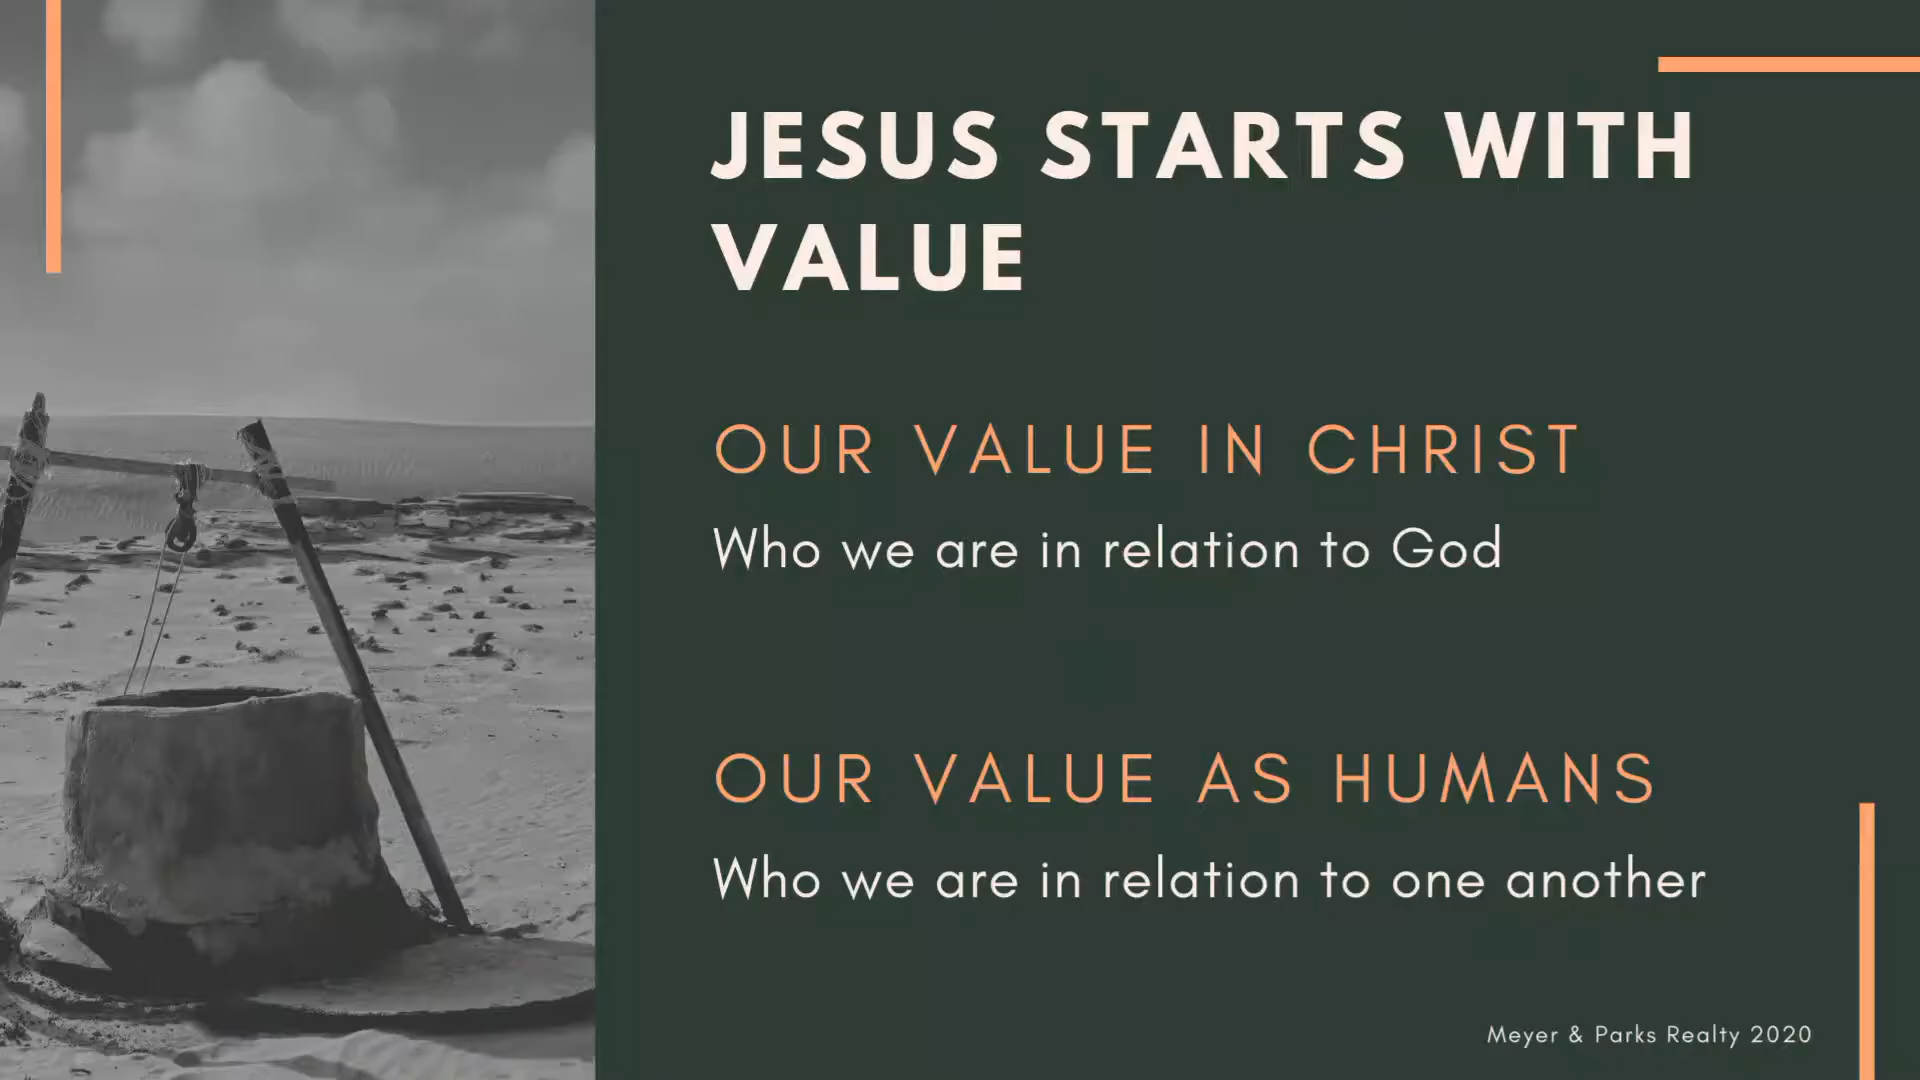 JESUS STARTS WITH
VALUE
OUR VALUE IN CHRIST
Who we are in relation to God
OUR VALUE AS HUMANS
Who we are in relation to one another
Meyer & Parks Realty 2020